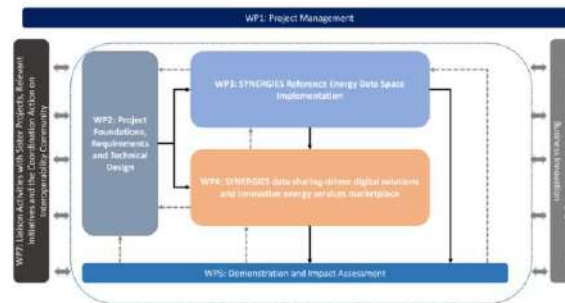 WP1: Project Management
WP7: Liaison Activities with Sister Projects, Relevant
Initiatives and the Coordination Action on
Interoperability Community
WP2: Project
Foundations,
Requirements
and Technical
Design
WP3: SYNERGIES Reference Energy Data Space
Implementation
WP4: SYNERGIES data sharing-driven digital solutions
and innovative energy services marketplace
WP5: Demonstration and Impact Assessment
Business Innovation